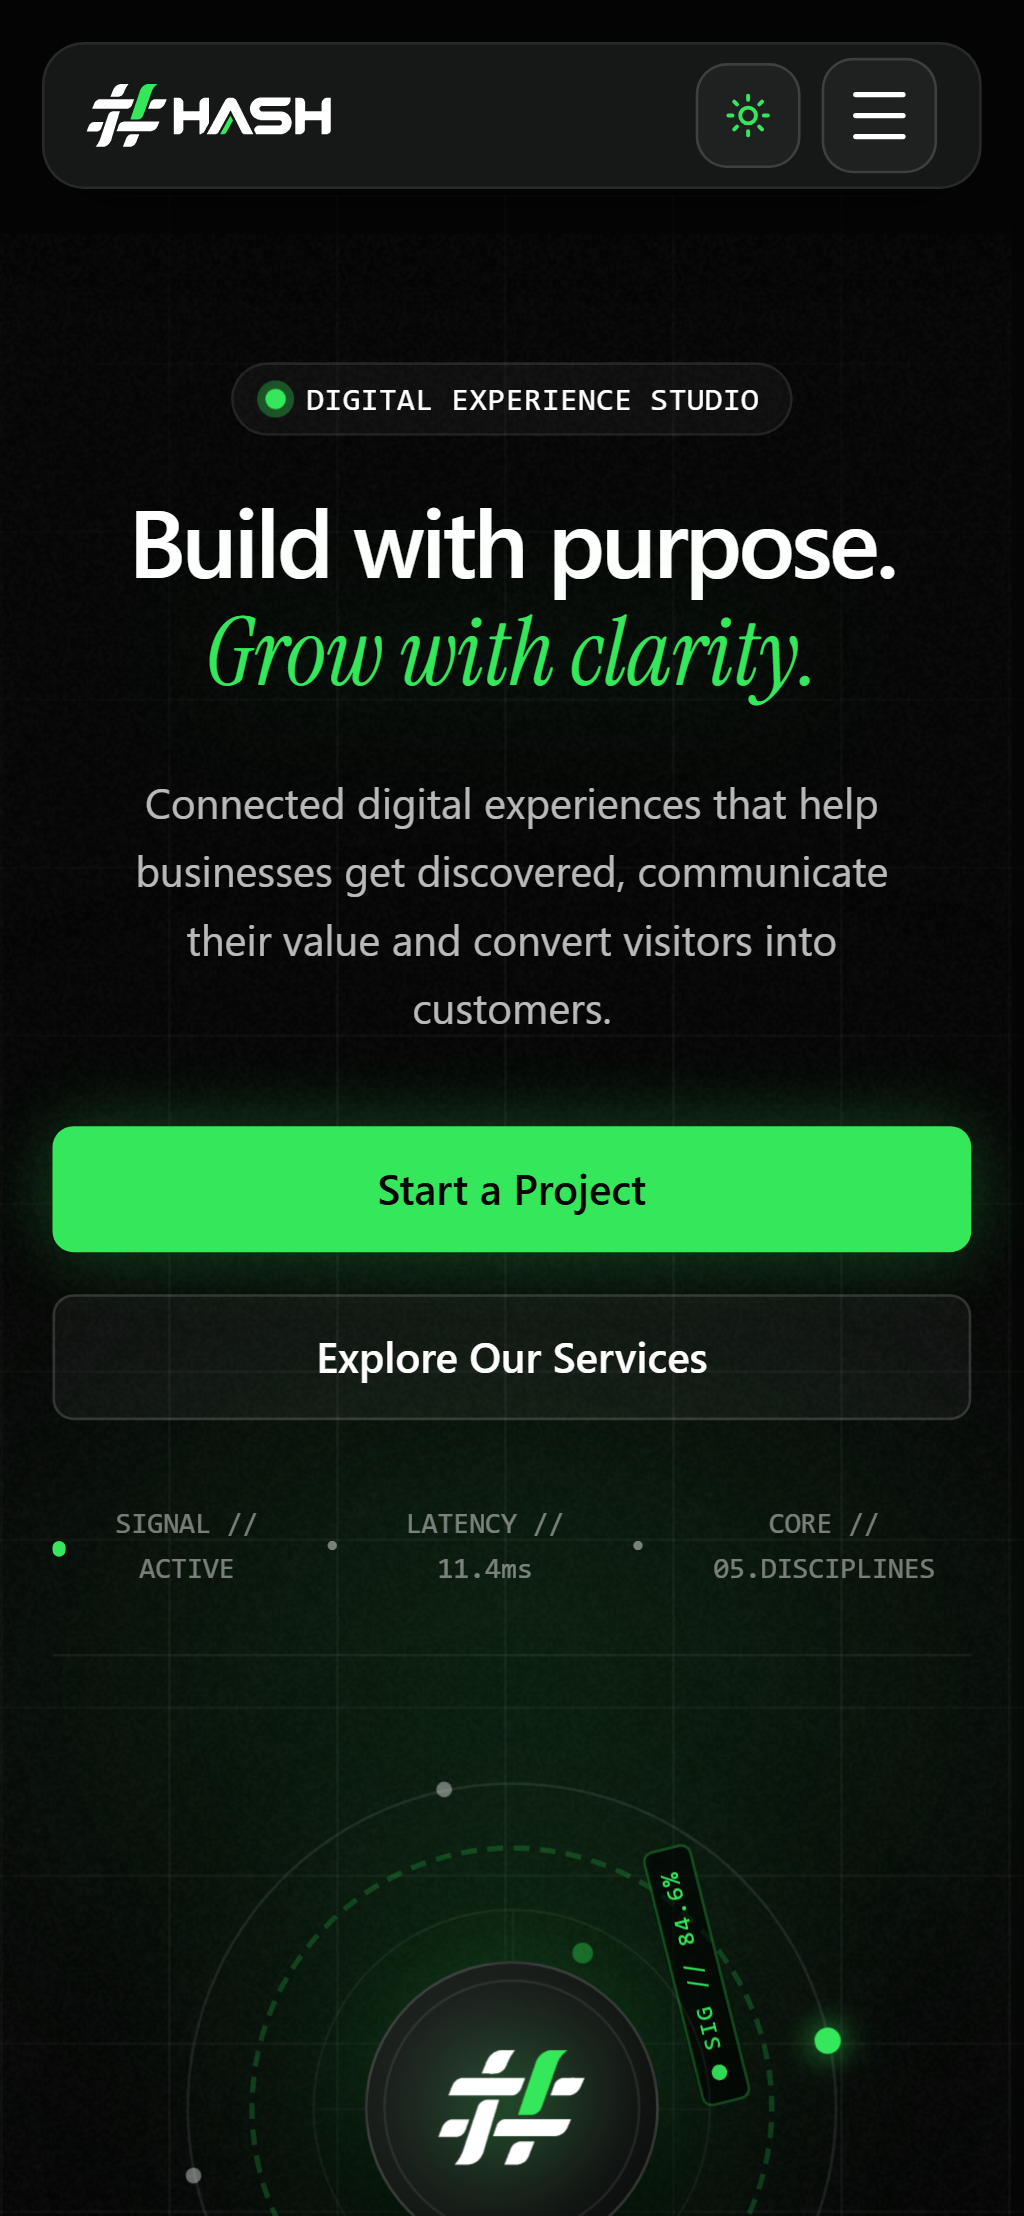 HASH
DIGITAL EXPERIENCE STUDIO
Build with purpose.
Grow with clarity.
Connected digital experiences that help
businesses get discovered, communicate
their value and convert visitors into
customers.
Start a Project
Explore Our Services
SIGNAL //
ACTIVE
LATENCY //
11.4ms
CORE //
05.DISCIPLINES
SIG // 84.6%